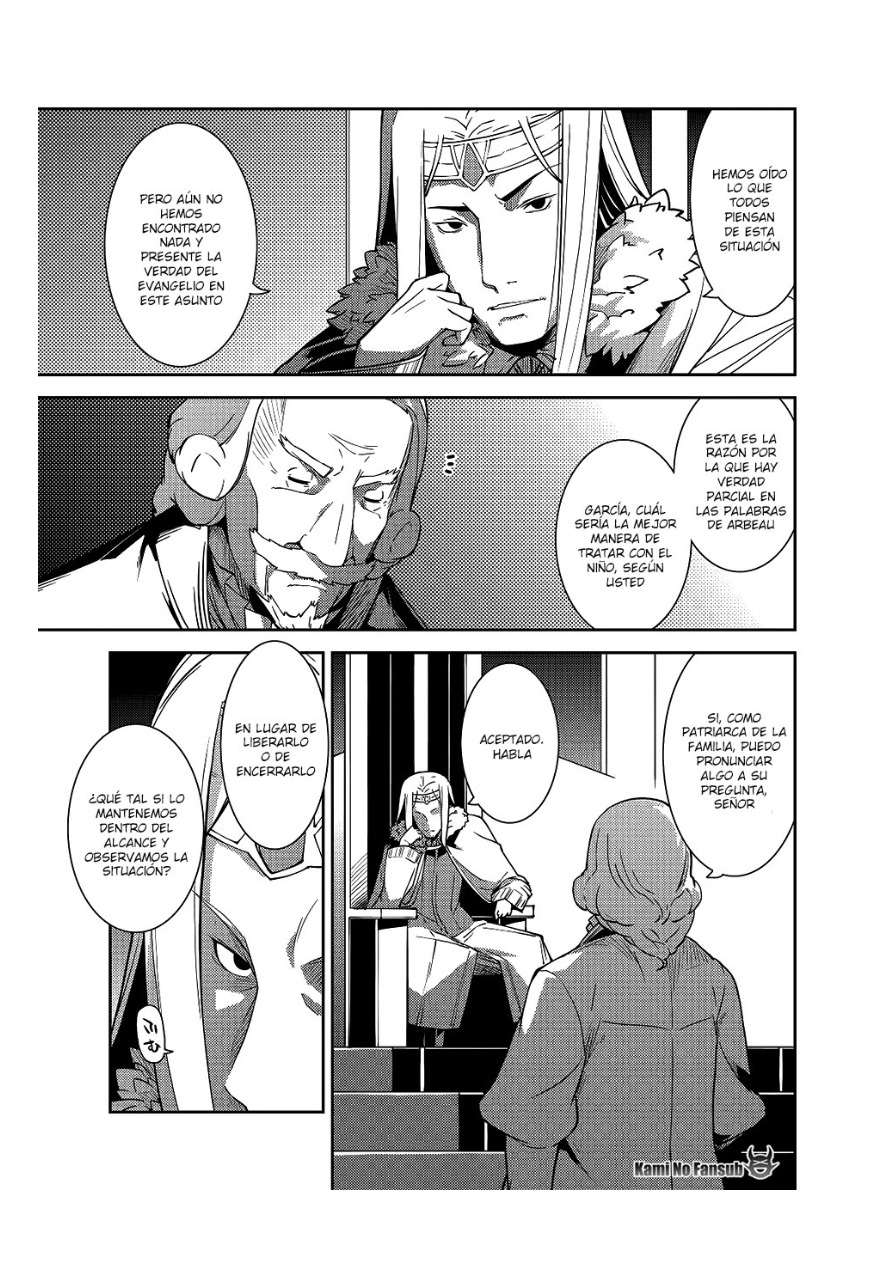 HEMOS OÍDO
LO QUE
TODOS
PIENSAN
DE ESTA
SITUACIÓN
PERO AÚN NO
HEMOS
ENCONTRADO
NADA Y
PRESENTE LA
VERDAD DEL
EVANGELIO EN
ESTE ASUNTO
ESTA ES LA
RAZÓN POR
LA QUE HAY
VERDAD
PARCIAL EN
LAS PALABRAS
DE ARBEAU
GARCÍA, CUÁL
SERÍA LA MEJOR
MANERA DE
TRATAR CON EL
NIÑO, SEGÚN
USTED
SI, COMO
PATRIARCA DE LA
FAMILIA, PUEDO
PRONUNCIAR
ALGO A SU
PREGUNTA,
SEÑOR
ACEPTADO.
HABLA
EN LUGAR DE
LIBERARLO
O DE
ENCERRARLO
¿QUÉ TAL SI LO
MANTENEMOS
DENTRO DEL
ALCANCE Y
OBSERVAMOS LA
SITUACIÓN?
ふむ
Kami No Fansub